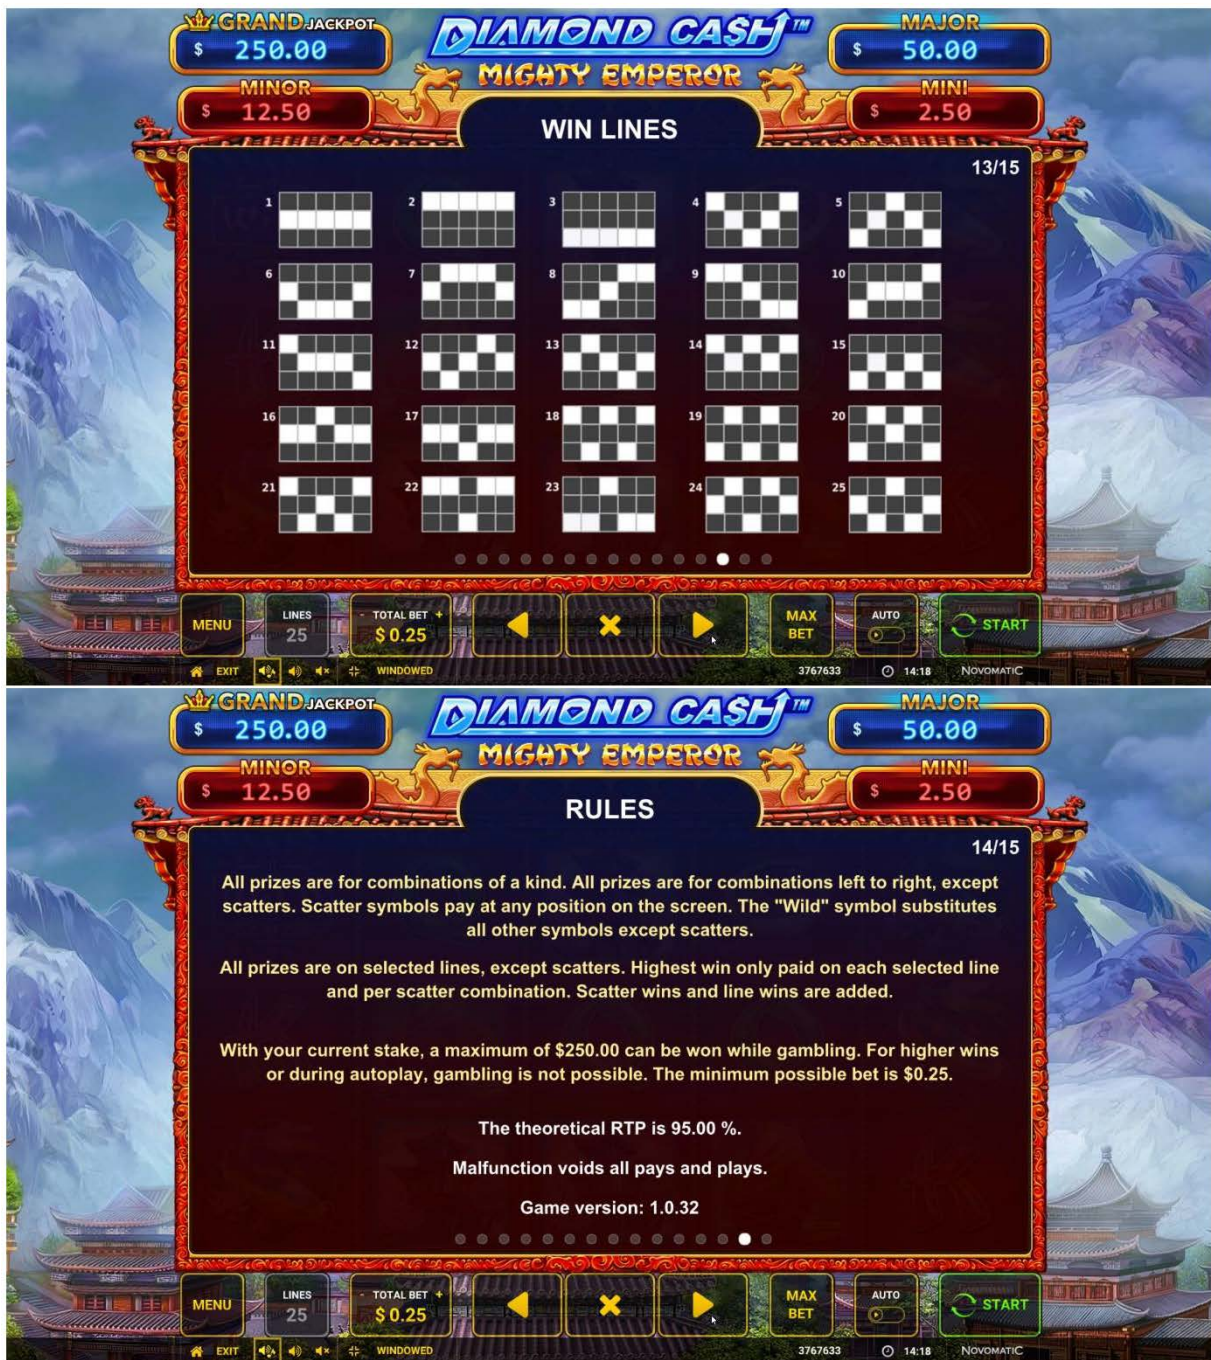 GRAND JACKPOT
$ 250.00
DIAMOND CA$H™
MIGHTY EMPEROR
MAJOR
$ 50.00
MINOR
$ 12.50
MINI
$ 2.50
WIN LINES
13/15
1 2 3 4 5
6 7 8 9 10
11 12 13 14 15
16 17 18 19 20
21 22 23 24 25
MENU
LINES
25
- TOTAL BET +
$ 0.25
MAX
BET
AUTO
START
EXIT
WINDOWED
3767633
14:18
NOVOMATIC
GRAND JACKPOT
$ 250.00
DIAMOND CA$H™
MIGHTY EMPEROR
MAJOR
$ 50.00
MINOR
$ 12.50
MINI
$ 2.50
RULES
14/15
All prizes are for combinations of a kind. All prizes are for combinations left to right, except
scatters. Scatter symbols pay at any position on the screen. The "Wild" symbol substitutes
all other symbols except scatters.
All prizes are on selected lines, except scatters. Highest win only paid on each selected line
and per scatter combination. Scatter wins and line wins are added.
With your current stake, a maximum of $250.00 can be won while gambling. For higher wins
or during autoplay, gambling is not possible. The minimum possible bet is $0.25.
The theoretical RTP is 95.00 %.
Malfunction voids all pays and plays.
Game version: 1.0.32
MENU
LINES
25
- TOTAL BET +
$ 0.25
MAX
BET
AUTO
START
EXIT
WINDOWED
3767633
14:18
NOVOMATIC